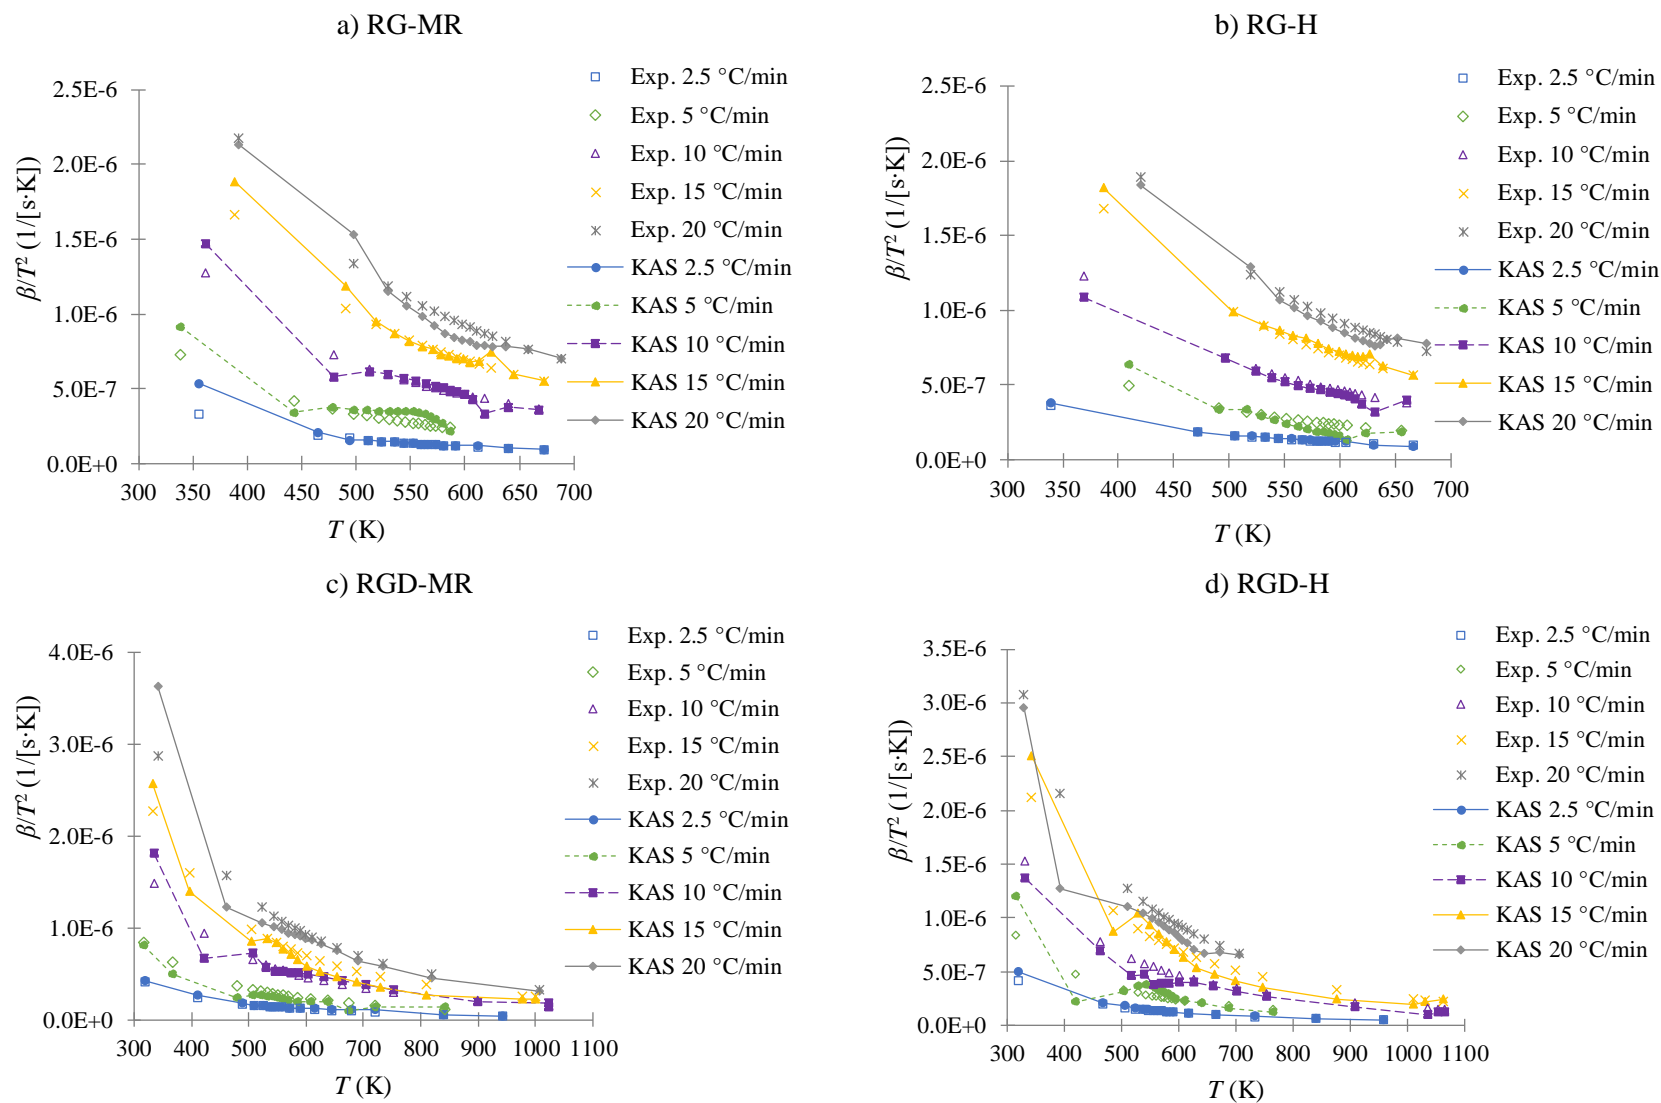 a) RG-MR
2.5E-6
2.0E-6
1.5E-6
1.0E-6
5.0E-7
0.0E+0
β/T² (1/[s·K])
300 350 400 450 500 550 600 650 700
T (K)
Exp. 2.5 °C/min
Exp. 5 °C/min
Exp. 10 °C/min
Exp. 15 °C/min
Exp. 20 °C/min
KAS 2.5 °C/min
KAS 5 °C/min
KAS 10 °C/min
KAS 15 °C/min
KAS 20 °C/min
b) RG-H
2.5E-6
2.0E-6
1.5E-6
1.0E-6
5.0E-7
0.0E+0
β/T² (1/[s·K])
300 350 400 450 500 550 600 650 700
T (K)
Exp. 2.5 °C/min
Exp. 5 °C/min
Exp. 10 °C/min
Exp. 15 °C/min
Exp. 20 °C/min
KAS 2.5 °C/min
KAS 5 °C/min
KAS 10 °C/min
KAS 15 °C/min
KAS 20 °C/min
c) RGD-MR
4.0E-6
3.0E-6
2.0E-6
1.0E-6
0.0E+0
β/T² (1/[s·K])
300 400 500 600 700 800 900 1000 1100
T (K)
Exp. 2.5 °C/min
Exp. 5 °C/min
Exp. 10 °C/min
Exp. 15 °C/min
Exp. 20 °C/min
KAS 2.5 °C/min
KAS 5 °C/min
KAS 10 °C/min
KAS 15 °C/min
KAS 20 °C/min
d) RGD-H
3.5E-6
3.0E-6
2.5E-6
2.0E-6
1.5E-6
1.0E-6
5.0E-7
0.0E+0
β/T² (1/[s·K])
300 400 500 600 700 800 900 1000 1100
T (K)
Exp. 2.5 °C/min
Exp. 5 °C/min
Exp. 10 °C/min
Exp. 15 °C/min
Exp. 20 °C/min
KAS 2.5 °C/min
KAS 5 °C/min
KAS 10 °C/min
KAS 15 °C/min
KAS 20 °C/min